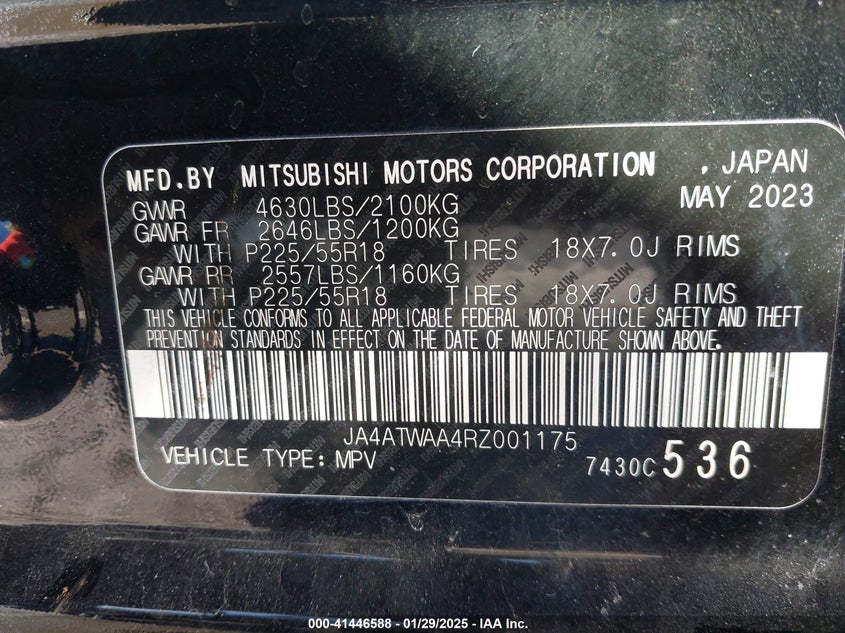 MFD.BY MITSUBISHI MOTORS CORPORATION , JAPAN
MAY 2023
GVWR 4630LBS/2100KG
GAWR FR 2646LBS/1200KG
WITH P225/55R18 TIRES 18X7.0J RIMS
GAWR RR 2557LBS/1160KG
WITH P225/55R18 TIRES 18X7.0J RIMS
THIS VEHICLE CONFORMS TO ALL APPLICABLE FEDERAL MOTOR VEHICLE SAFETY AND THEFT
PREVENTION STANDARDS IN EFFECT ON THE DATE OF MANUFACTURE SHOWN ABOVE.
JA4ATWAA4RZ001175
VEHICLE TYPE: MPV 7430C 536
000-41446588 - 01/29/2025 - IAA Inc.